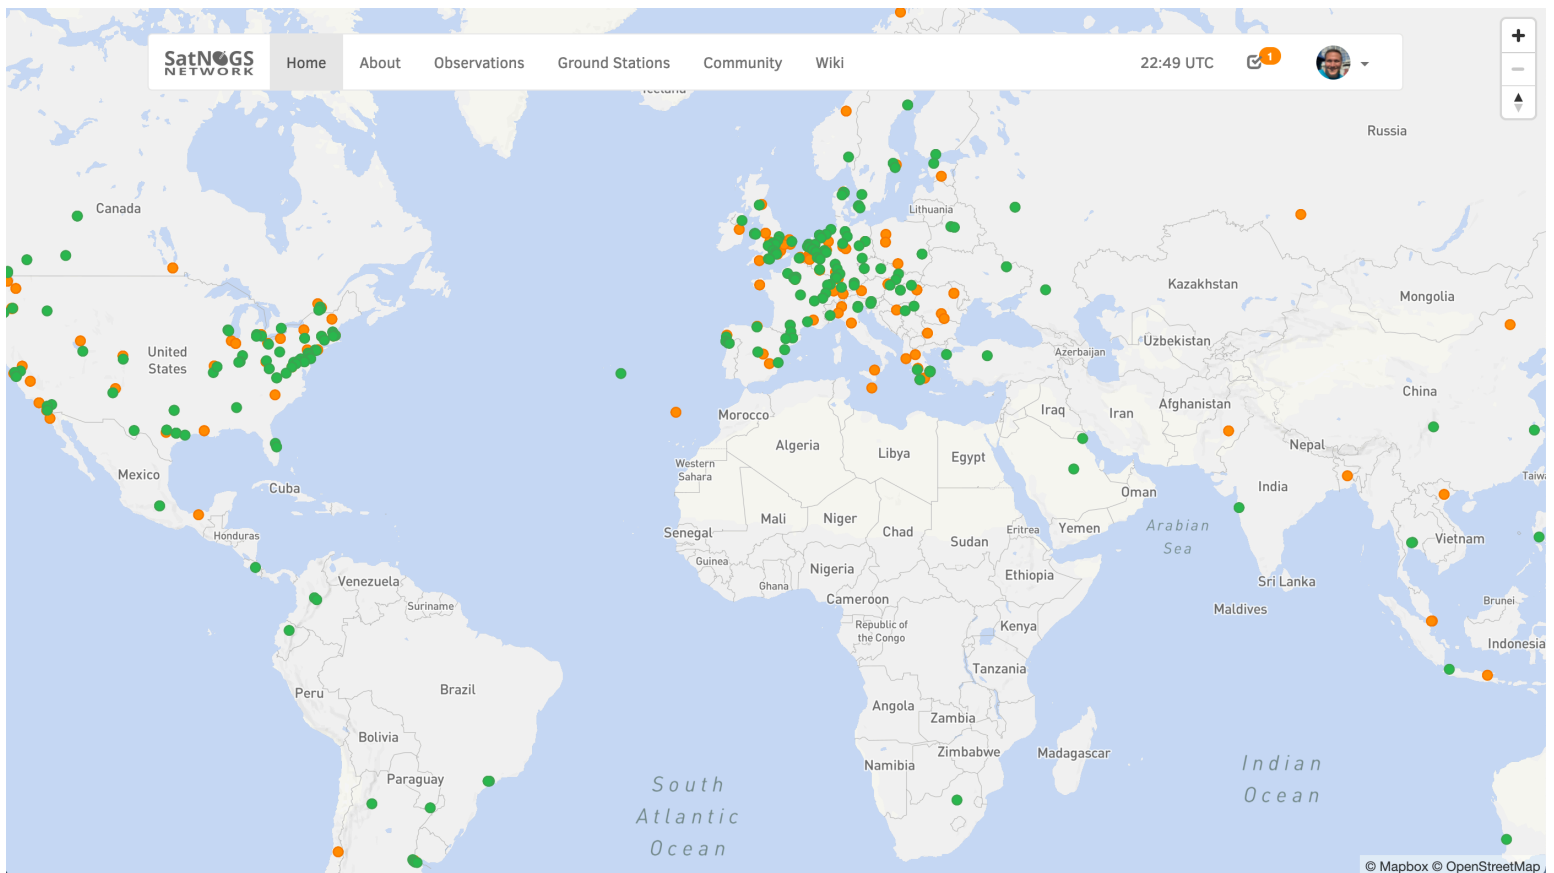 SatNOGS
NETWORK
Home
About
Observations
Ground Stations
Community
Wiki
22:49 UTC
1
Iceland
Russia
Canada
Lithuania
Kazakhstan
Mongolia
United
States
Uzbekistan
Azerbaijan
China
Afghanistan
Iraq
Iran
Morocco
Algeria
Libya
Egypt
Nepal
Western
Sahara
Mexico
Cuba
India
Oman
Taiw
Mali
Niger
Chad
Sudan
Eritrea
Yemen
Arabian
Sea
Senegal
Honduras
Vietnam
Guinea
Ghana
Nigeria
Ethiopia
Venezuela
Sri Lanka
Suriname
Cameroon
Maldives
Brunei
Republic of
the Congo
Kenya
Indonesia
Tanzania
Peru
Brazil
Angola
Zambia
Bolivia
Zimbabwe
Madagascar
Namibia
Paraguay
South
Atlantic
Ocean
Indian
Ocean
© Mapbox © OpenStreetMap